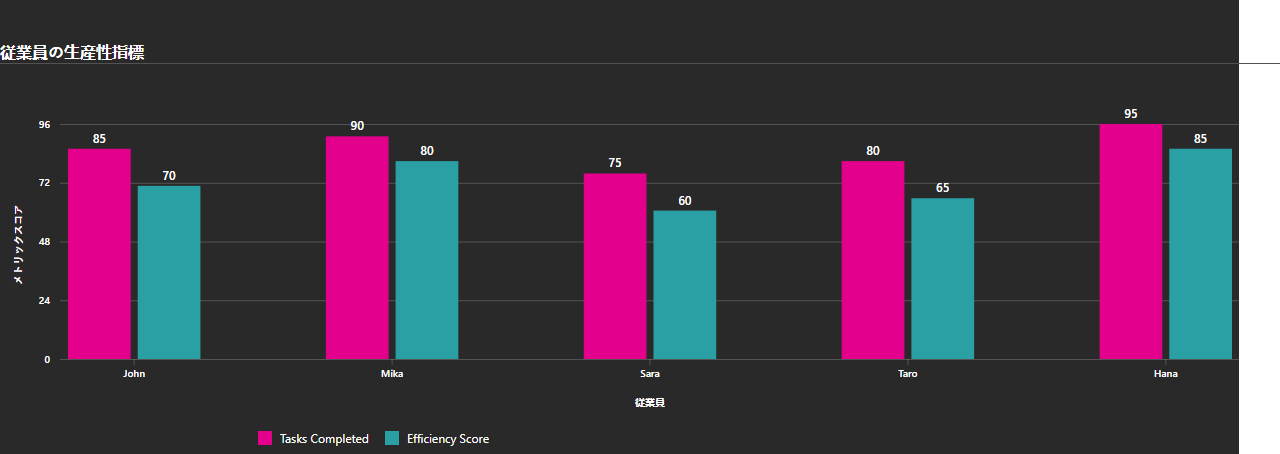 従業員の生産性指標
96
72
48
24
0
メトリックスコア
85
70
90
80
75
60
80
65
95
85
John
Mika
Sara
Taro
Hana
従業員
Tasks Completed
Efficiency Score